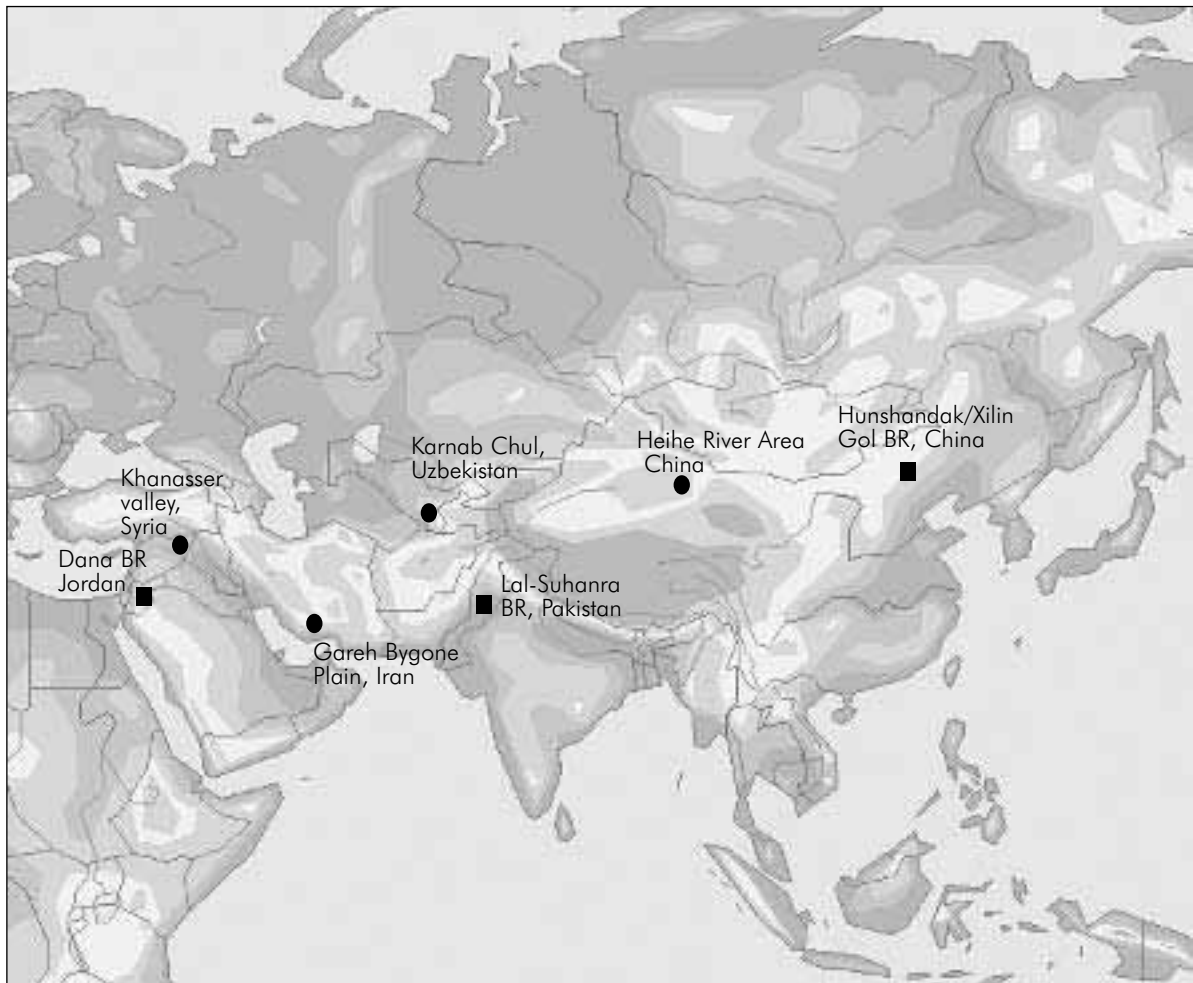 Hunshandak/Xilin
Gol BR, China
Heihe River Area
China
Karnab Chul,
Uzbekistan
Khanasser
valley,
Syria
Dana BR
Jordan
Lal-Suhanra
BR, Pakistan
Gareh Bygone
Plain, Iran